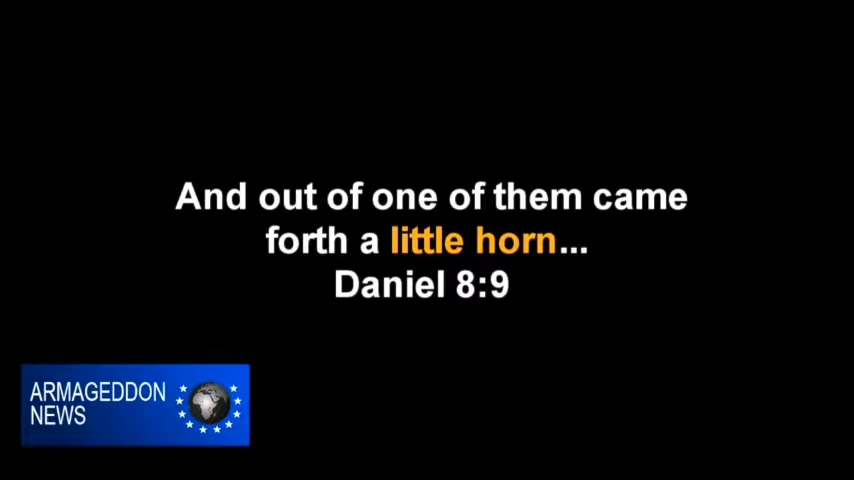 And out of one of them came
forth a little horn...
Daniel 8:9
ARMAGEDDON
NEWS